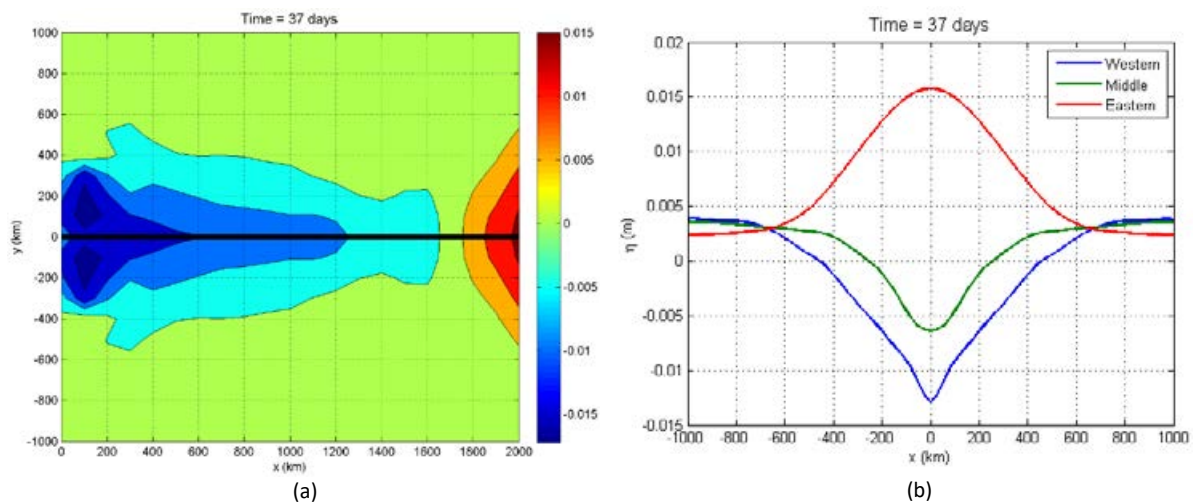 Time = 37 days
1000
800
600
400
200
0
-200
-400
-600
-800
-1000
y (km)
0 200 400 600 800 1000 1200 1400 1600 1800 2000
x (km)
0.015
0.01
0.005
0
-0.005
-0.01
-0.015
(a)
Time = 37 days
0.02
0.015
0.01
0.005
0
-0.005
-0.01
-0.015
η (m)
Western
Middle
Eastern
-1000 -800 -600 -400 -200 0 200 400 600 800 1000
x (km)
(b)